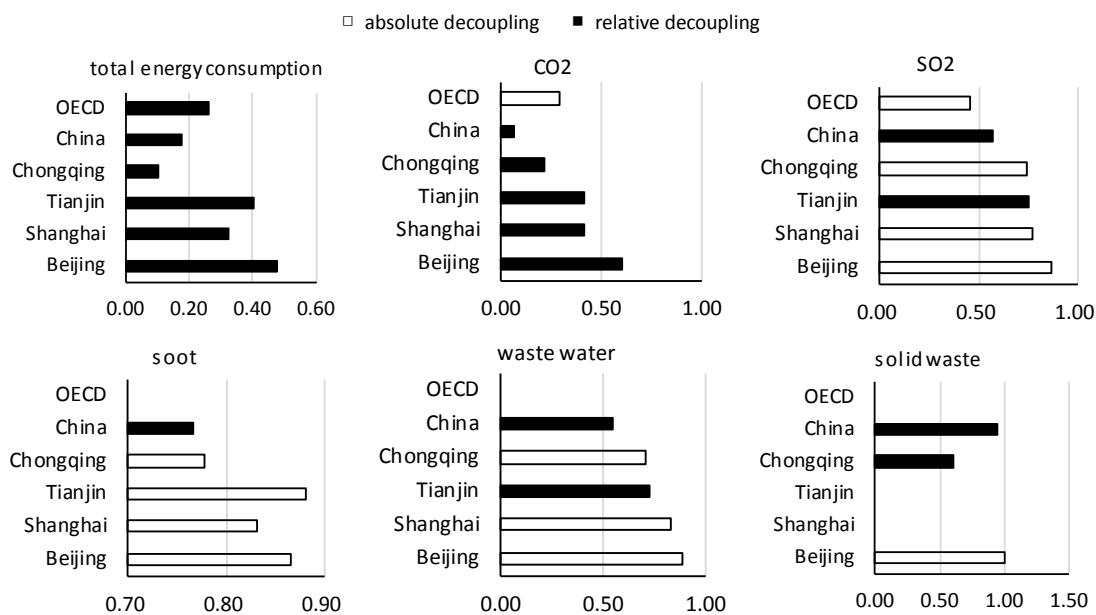 absolute decoupling relative decoupling
total energy consumption
OECD
China
Chongqing
Tianjin
Shanghai
Beijing
0.00 0.20 0.40 0.60
CO2
OECD
China
Chongqing
Tianjin
Shanghai
Beijing
0.00 0.50 1.00
SO2
OECD
China
Chongqing
Tianjin
Shanghai
Beijing
0.00 0.50 1.00
soot
OECD
China
Chongqing
Tianjin
Shanghai
Beijing
0.70 0.80 0.90
waste water
OECD
China
Chongqing
Tianjin
Shanghai
Beijing
0.00 0.50 1.00
solid waste
OECD
China
Chongqing
Tianjin
Shanghai
Beijing
0.00 0.50 1.00 1.50